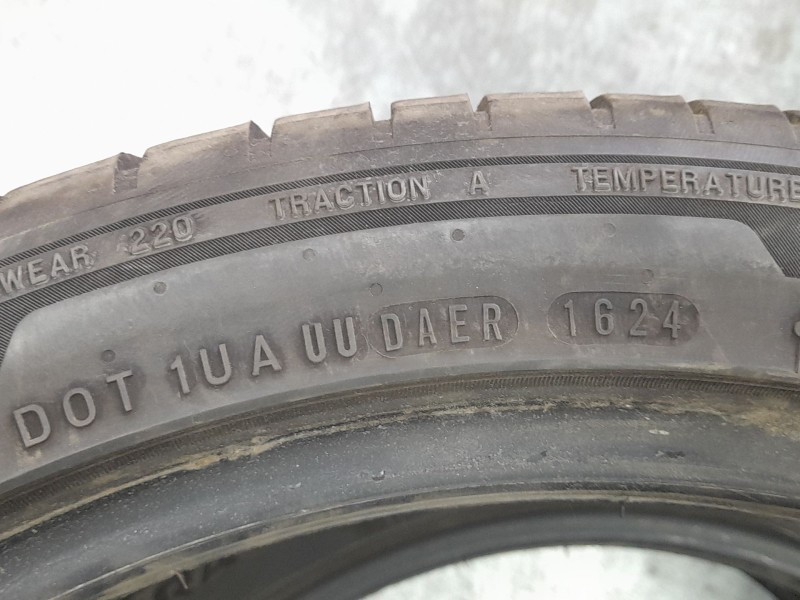 WEAR 220 TRACTION A TEMPERATURE
DOT 1UA UU DAER 1624